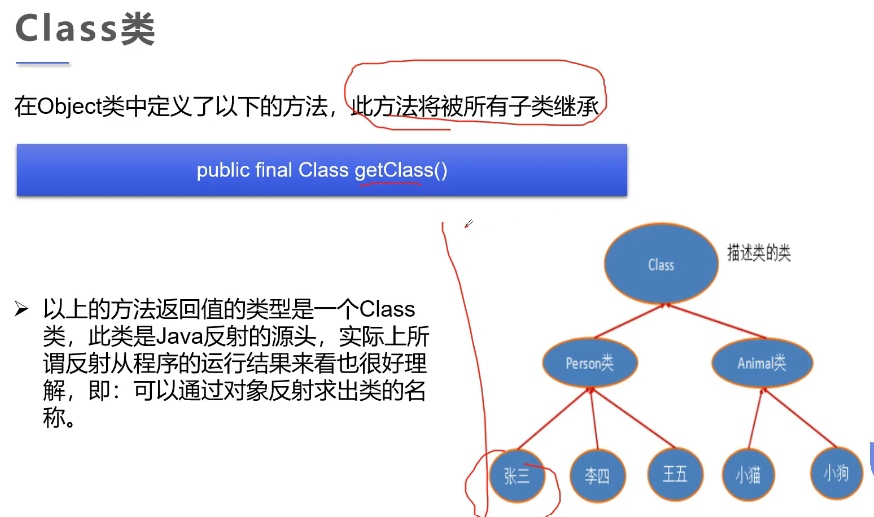 Class类
在Object类中定义了以下的方法，此方法将被所有子类继承
public final Class getClass()
➢ 以上的方法返回值的类型是一个Class
类，此类是Java反射的源头，实际上所
谓反射从程序的运行结果来看也很好理
解，即：可以通过对象反射求出类的名
称。
Class
描述类的类
Person类
Animal类
张三
李四
王五
小猫
小狗